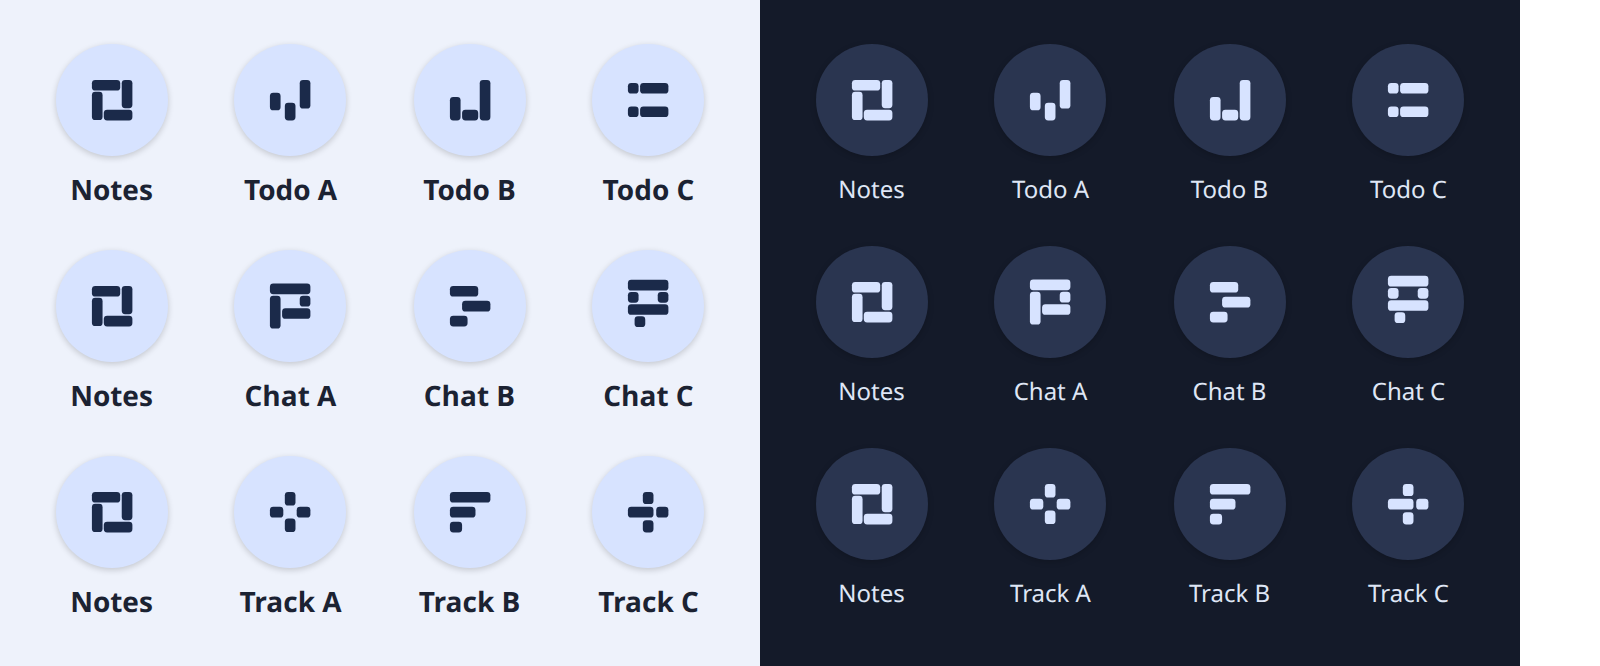 Notes Todo A Todo B Todo C
Notes Chat A Chat B Chat C
Notes Track A Track B Track C
Notes Todo A Todo B Todo C
Notes Chat A Chat B Chat C
Notes Track A Track B Track C